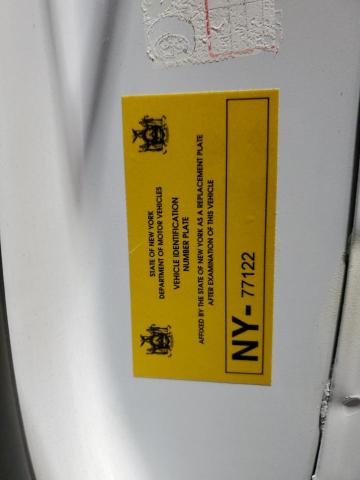 STATE OF NEW YORK
DEPARTMENT OF MOTOR VEHICLES
VEHICLE IDENTIFICATION
NUMBER PLATE
AFFIXED BY THE STATE OF NEW YORK AS A REPLACEMENT PLATE
AFTER EXAMINATION OF THIS VEHICLE
NY- 77122